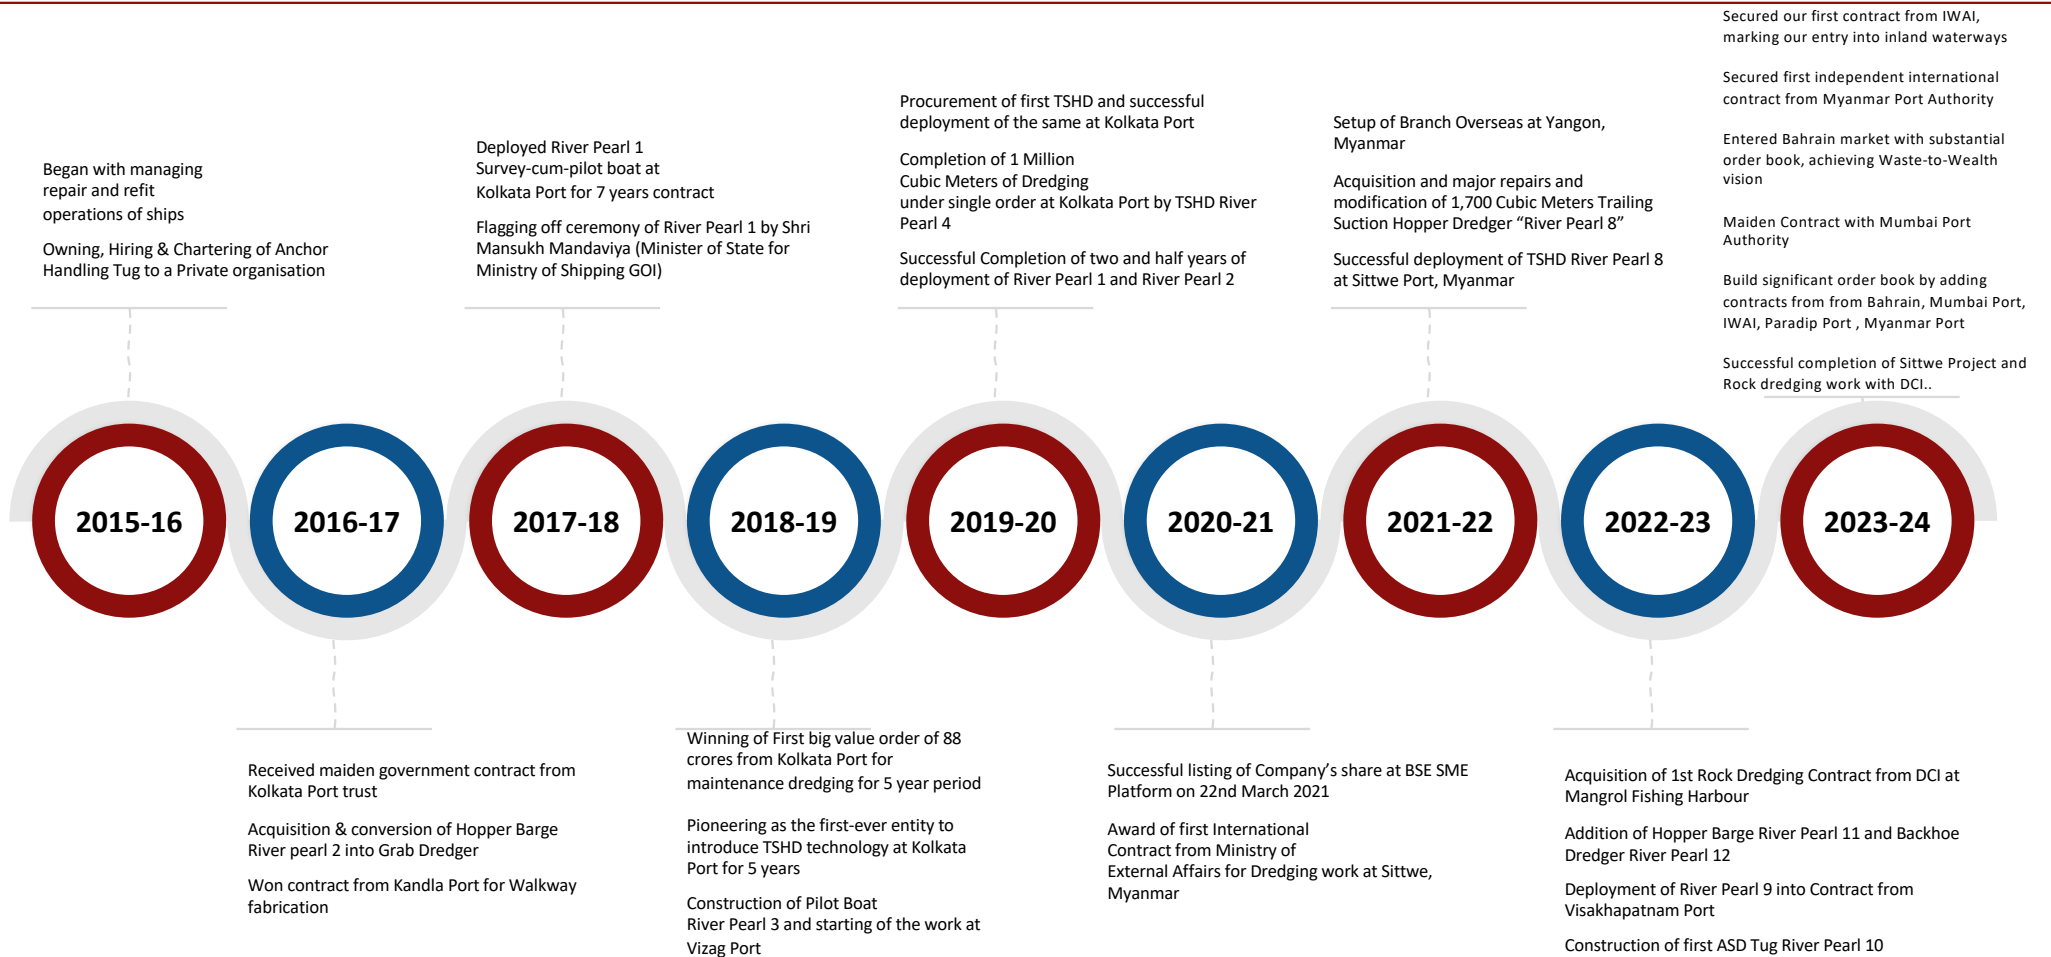 Began with managing
repair and refit
operations of ships
Owning, Hiring & Chartering of Anchor
Handling Tug to a Private organisation
Deployed River Pearl 1
Survey-cum-pilot boat at
Kolkata Port for 7 years contract
Flagging off ceremony of River Pearl 1 by Shri
Mansukh Mandaviya (Minister of State for
Ministry of Shipping GOI)
Procurement of first TSHD and successful
deployment of the same at Kolkata Port
Completion of 1 Million
Cubic Meters of Dredging
under single order at Kolkata Port by TSHD River
Pearl 4
Successful Completion of two and half years of
deployment of River Pearl 1 and River Pearl 2
Setup of Branch Overseas at Yangon,
Myanmar
Acquisition and major repairs and
modification of 1,700 Cubic Meters Trailing
Suction Hopper Dredger “River Pearl 8”
Successful deployment of TSHD River Pearl 8
at Sittwe Port, Myanmar
Secured our first contract from IWAI,
marking our entry into inland waterways
Secured first independent international
contract from Myanmar Port Authority
Entered Bahrain market with substantial
order book, achieving Waste-to-Wealth
vision
Maiden Contract with Mumbai Port
Authority
Build significant order book by adding
contracts from from Bahrain, Mumbai Port,
IWAI, Paradip Port , Myanmar Port
Successful completion of Sittwe Project and
Rock dredging work with DCI..
2015-16
2016-17
2017-18
2018-19
2019-20
2020-21
2021-22
2022-23
2023-24
Received maiden government contract from
Kolkata Port trust
Acquisition & conversion of Hopper Barge
River pearl 2 into Grab Dredger
Won contract from Kandla Port for Walkway
fabrication
Winning of First big value order of 88
crores from Kolkata Port for
maintenance dredging for 5 year period
Pioneering as the first-ever entity to
introduce TSHD technology at Kolkata
Port for 5 years
Construction of Pilot Boat
River Pearl 3 and starting of the work at
Vizag Port
Successful listing of Company’s share at BSE SME
Platform on 22nd March 2021
Award of first International
Contract from Ministry of
External Affairs for Dredging work at Sittwe,
Myanmar
Acquisition of 1st Rock Dredging Contract from DCI at
Mangrol Fishing Harbour
Addition of Hopper Barge River Pearl 11 and Backhoe
Dredger River Pearl 12
Deployment of River Pearl 9 into Contract from
Visakhapatnam Port
Construction of first ASD Tug River Pearl 10